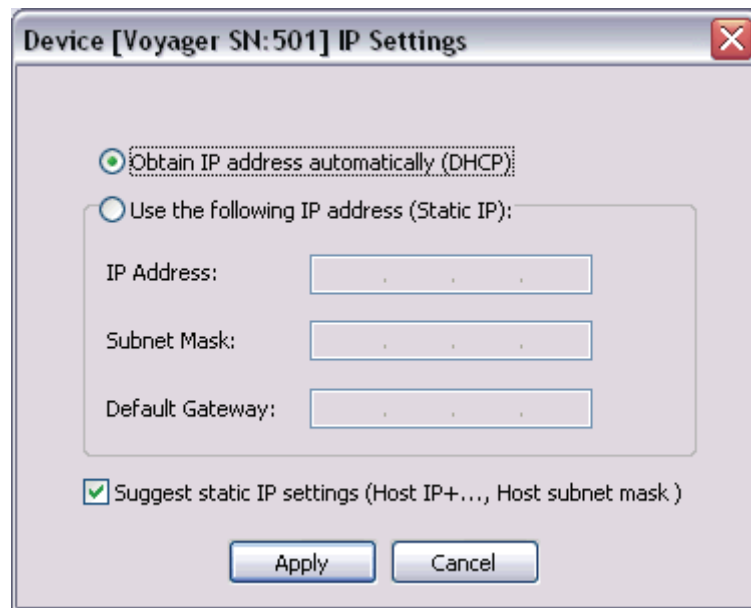 Device [Voyager SN:501] IP Settings
Obtain IP address automatically (DHCP)
Use the following IP address (Static IP):
IP Address:
Subnet Mask:
Default Gateway:
Suggest static IP settings (Host IP+..., Host subnet mask )
Apply Cancel